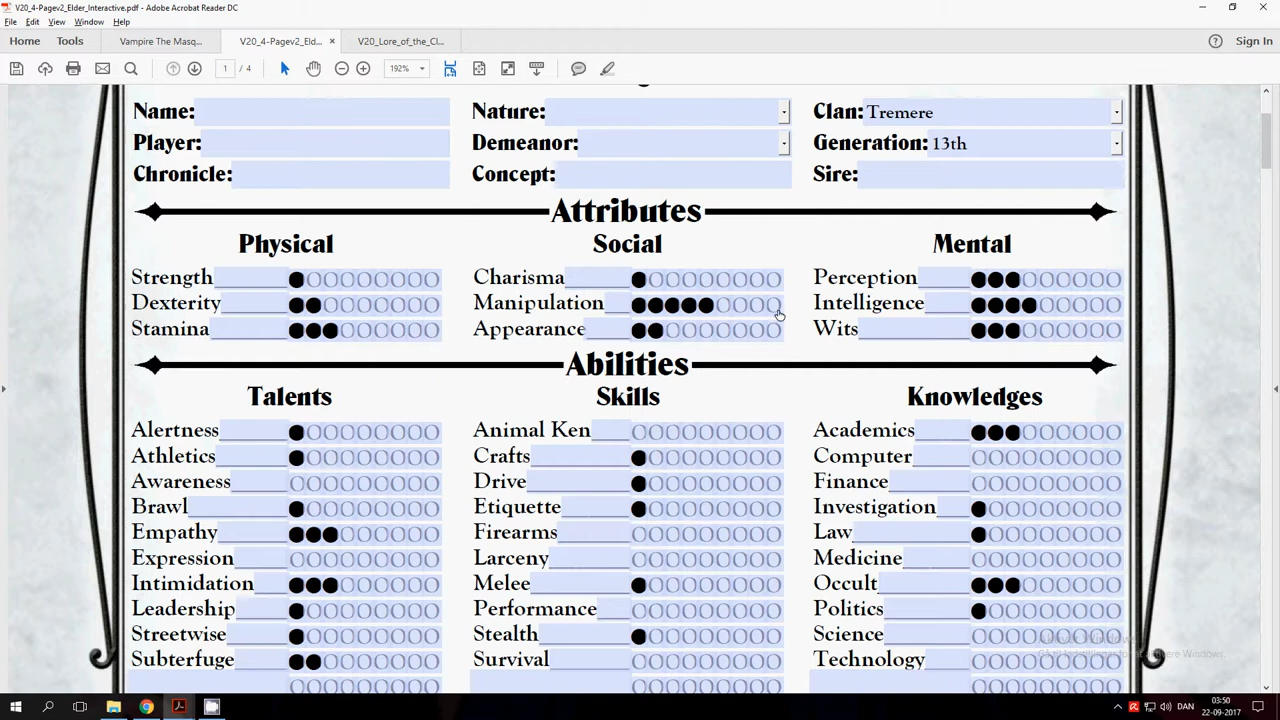 V20_4-Pagev2_Elder_Interactive.pdf - Adobe Acrobat Reader DC
File Edit View Window Help
Home Tools Vampire The Masq... V20_4-Pagev2_Eld... × V20_Lore_of_the_Cl... Sign In
1 / 4 192%
Name: Nature: Clan: Tremere
Player: Demeanor: Generation: 13th
Chronicle: Concept: Sire:
Attributes
Physical Social Mental
Strength Charisma Perception
Dexterity Manipulation Intelligence
Stamina Appearance Wits
Abilities
Talents Skills Knowledges
Alertness Animal Ken Academics
Athletics Crafts Computer
Awareness Drive Finance
Brawl Etiquette Investigation
Empathy Firearms Law
Expression Larceny Medicine
Intimidation Melee Occult
Leadership Performance Politics
Streetwise Stealth Science
Subterfuge Survival Technology
DAN
03:50
22-09-2017